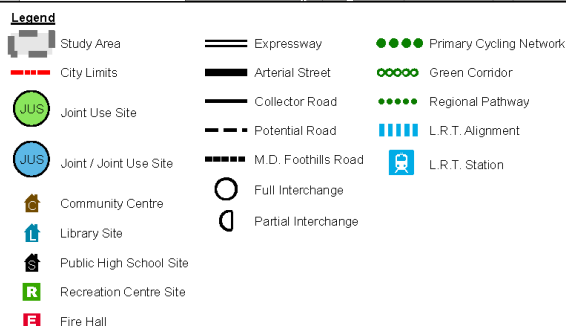 Legend
Study Area
City Limits
JUS Joint Use Site
JUS Joint / Joint Use Site
C Community Centre
L Library Site
S Public High School Site
R Recreation Centre Site
F Fire Hall
Expressway
Arterial Street
Collector Road
Potential Road
M.D. Foothills Road
Full Interchange
Partial Interchange
Primary Cycling Network
Green Corridor
Regional Pathway
L.R.T. Alignment
L.R.T. Station